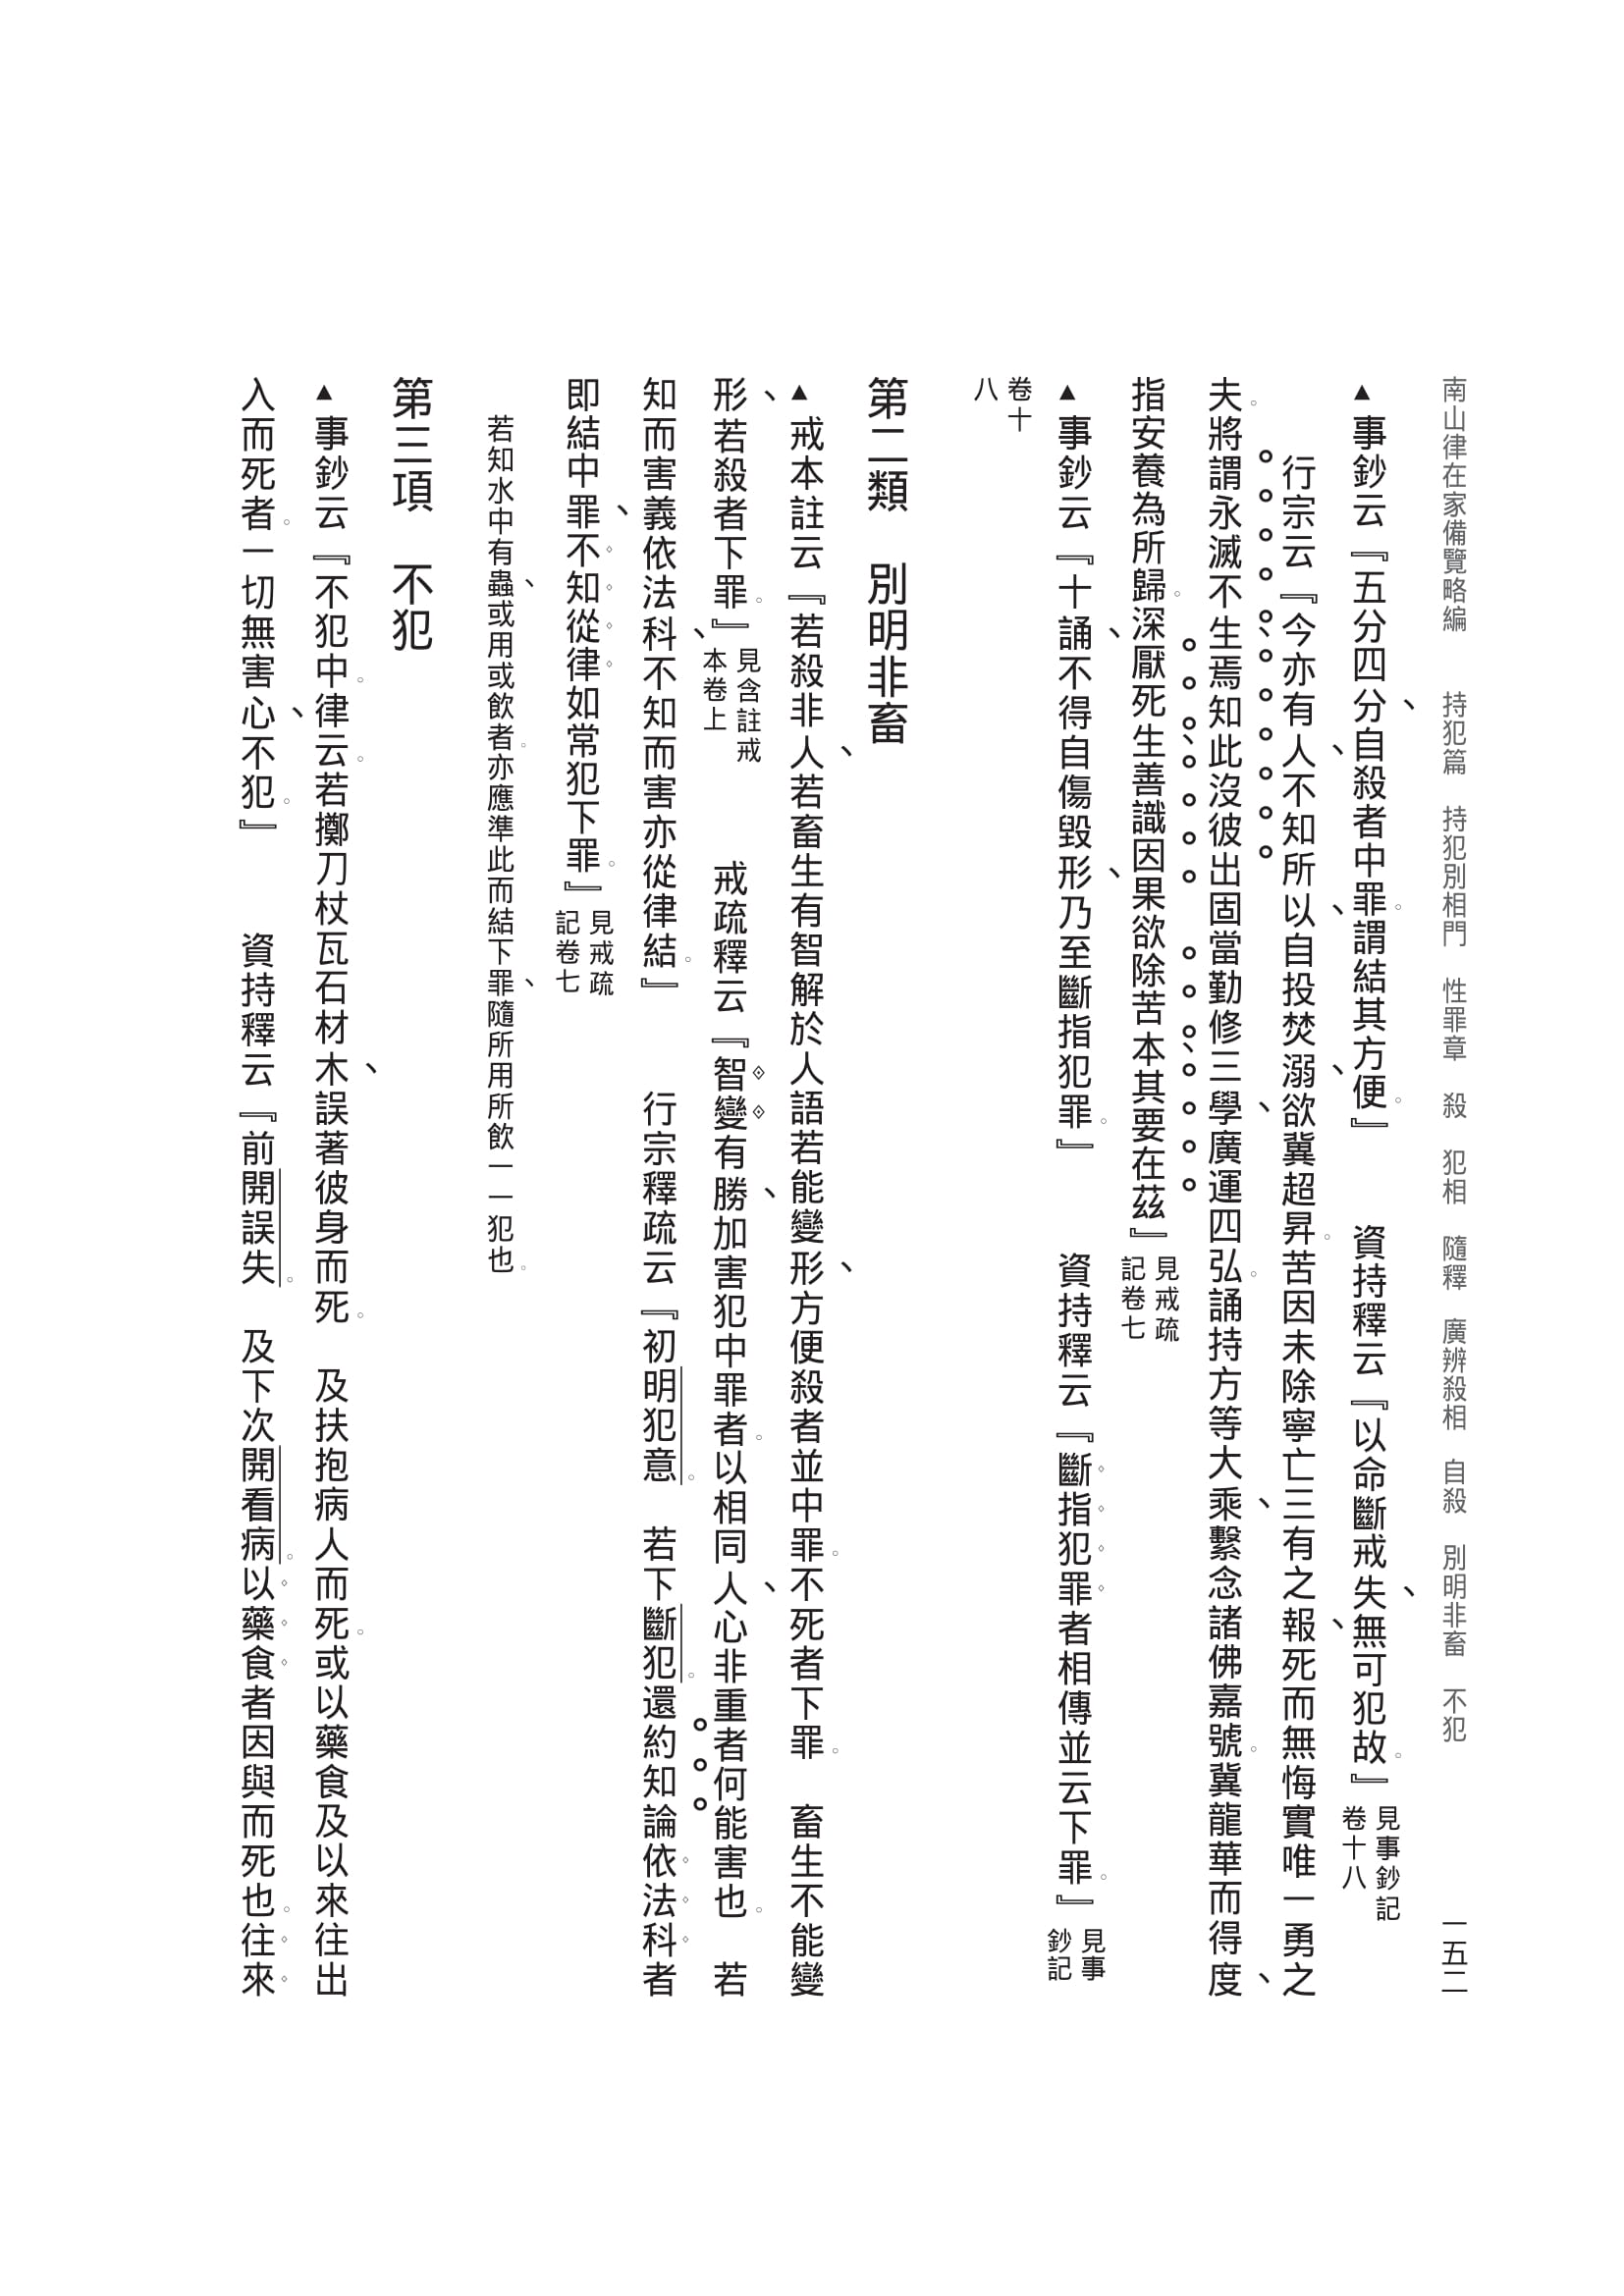 南山律在家備覽略編　持犯篇　持犯別相門　性罪章　殺　犯相　隨釋　廣辨殺相　自殺　別明非畜　不犯　一五二
▲事鈔云『五分四分、自殺者中罪。謂結其方便。』　資持釋云『以命斷戒失、無可犯故。』見事鈔記卷十八
行宗云『今亦有人、不知所以、自投焚溺、欲冀超昇。苦因未除寧亡三有之報、死而無悔實唯一勇之
夫。將謂永滅不生焉知此沒彼出固當勤修三學、廣運四弘。誦持方等大乘、繫念諸佛嘉號。冀龍華而得度、
指安養為所歸。深厭死生善識因果欲除苦本其要在茲』見戒疏記卷七
▲事鈔云『十誦、不得自傷毀形、乃至斷指犯罪。』　資持釋云『斷指犯罪者相傳並云下罪。』見事鈔記
卷十八
第二類　別明非畜
▲戒本註云『若殺非人、若畜生有智解於人語若能變形、方便殺者並中罪。不死者下罪。　畜生不能變
形、若殺者下罪。』見含註戒本卷上　戒疏釋云『智變有勝、加害犯中罪者。以相同人、心非重者何能害也。　若
知而害義依法科、不知而害亦從律結。』　行宗釋疏云『初明犯意。　若下斷犯。還約知論依法科者
即結中罪、不知從律如常犯下罪。』見戒疏記卷七
若知水中有蟲、或用或飲者。亦應準此而結下罪、隨所用所飲一一犯也。
第三項　不犯
▲事鈔云『不犯中。律云。若擲刀杖瓦石材木、誤著彼身而死。　及扶抱病人而死。或以藥食及以來往出
入而死者。一切無害心、不犯。』　資持釋云『前開誤失。　及下次開看病。以藥食者因與而死也。往來